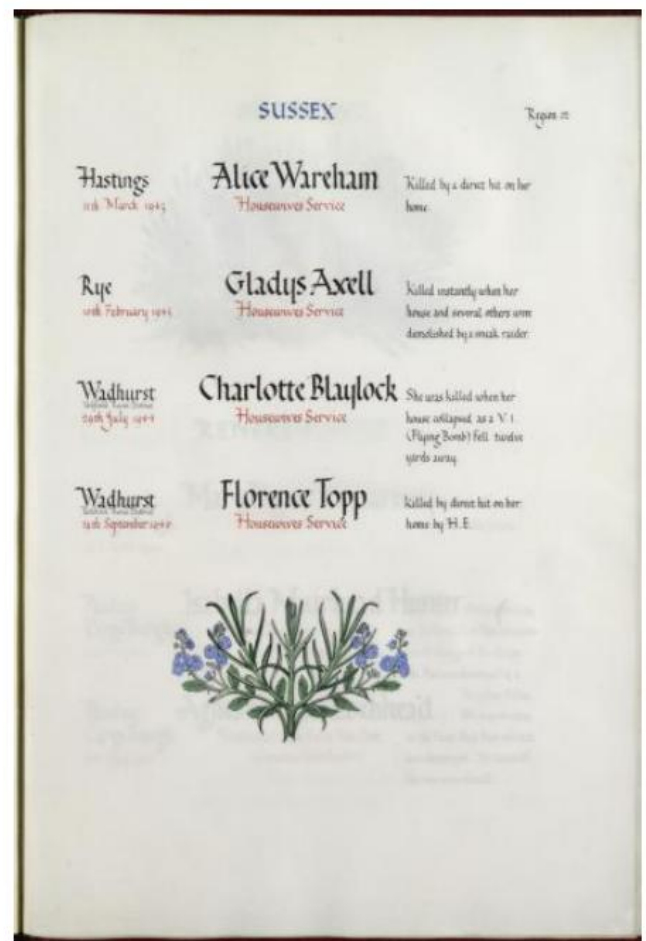 SUSSEX
Region
Hastings
Alice Wareham
Killed by a direct hit on her
March
Housewives Service
home.
Rye
Gladys Axell
Killed instantly when her
February
Housewives Service
house and several others were
demolished by a sneak raider.
Wadhurst
Charlotte Blaylock
She was killed when her
29th July 1944
Housewives Service
house collapsed as a V.1
(Flying Bomb) fell twelve
yards away.
Wadhurst
Florence Topp
Killed by direct hit on her
September
Housewives Service
home by H.E.